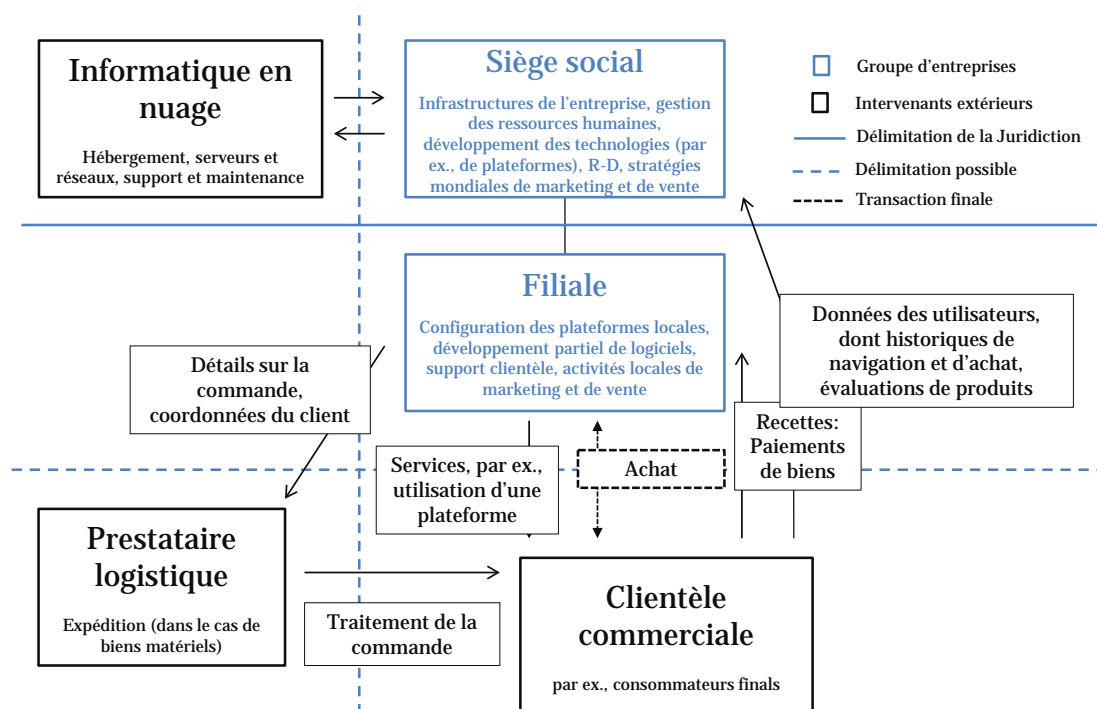 Informatique en
nuage
Hébergement, serveurs et
réseaux, support et maintenance
Siège social
Infrastructures de l'entreprise, gestion
des ressources humaines,
développement des technologies (par
ex., de plateformes), R-D, stratégies
mondiales de marketing et de vente
Groupe d'entreprises
Intervenants extérieurs
Délimitation de la Juridiction
Délimitation possible
Transaction finale
Filiale
Configuration des plateformes locales,
développement partiel de logiciels,
support clientèle, activités locales de
marketing et de vente
Données des utilisateurs,
dont historiques de
navigation et d'achat,
évaluations de produits
Détails sur la
commande,
coordonnées du client
Recettes:
Paiements
de biens
Services, par ex.,
utilisation d'une
plateforme
Achat
Prestataire
logistique
Expédition (dans le cas de
biens matériels)
Traitement de la
commande
Clientèle
commerciale
par ex., consommateurs finals